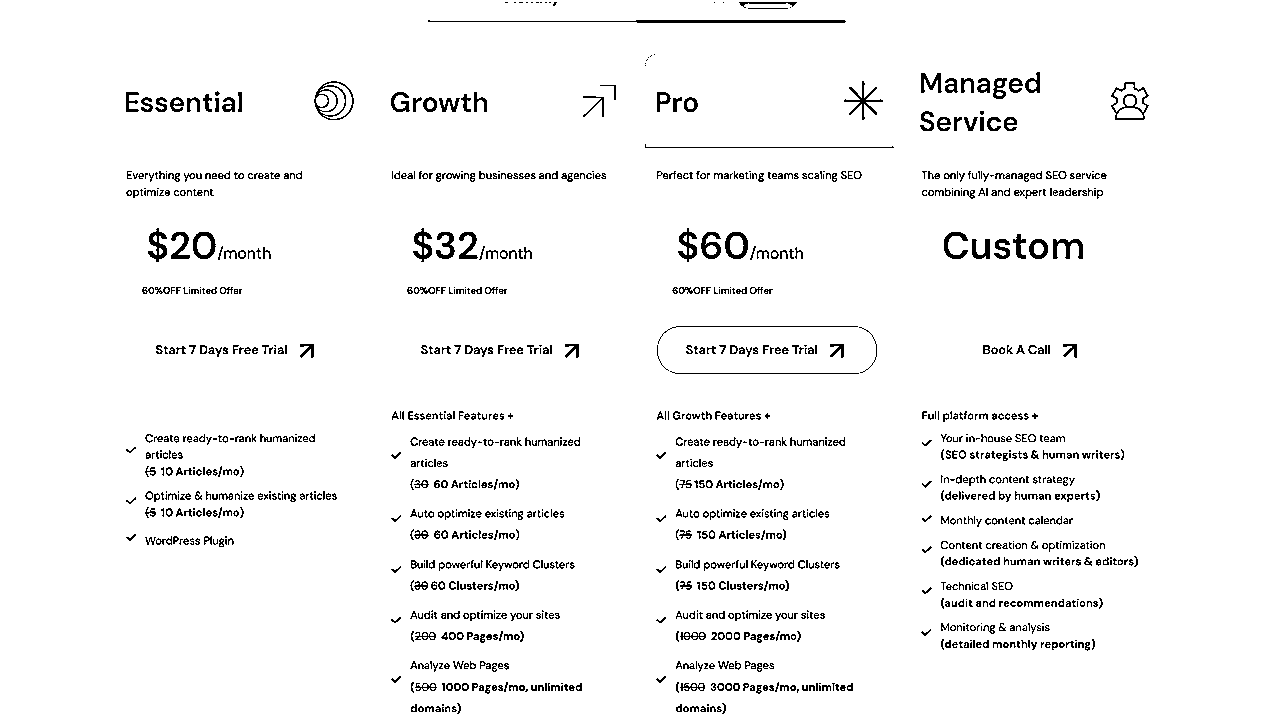 Essential
Everything you need to create and
optimize content
$20/month
60%OFF Limited Offer
Start 7 Days Free Trial
Create ready-to-rank humanized
articles
(5 10 Articles/mo)
Optimize & humanize existing articles
(5 10 Articles/mo)
WordPress Plugin
Growth
Ideal for growing businesses and agencies
$32/month
60%OFF Limited Offer
Start 7 Days Free Trial
All Essential Features +
Create ready-to-rank humanized
articles
(30 60 Articles/mo)
Auto optimize existing articles
(30 60 Articles/mo)
Build powerful Keyword Clusters
(30 60 Clusters/mo)
Audit and optimize your sites
(200 400 Pages/mo)
Analyze Web Pages
(500 1000 Pages/mo, unlimited
domains)
Pro
Perfect for marketing teams scaling SEO
$60/month
60%OFF Limited Offer
Start 7 Days Free Trial
All Growth Features +
Create ready-to-rank humanized
articles
(75 150 Articles/mo)
Auto optimize existing articles
(75 150 Articles/mo)
Build powerful Keyword Clusters
(75 150 Clusters/mo)
Audit and optimize your sites
(1000 2000 Pages/mo)
Analyze Web Pages
(1500 3000 Pages/mo, unlimited
domains)
Managed
Service
The only fully-managed SEO service
combining AI and expert leadership
Custom
Book A Call
Full platform access +
Your in-house SEO team
(SEO strategists & human writers)
In-depth content strategy
(delivered by human experts)
Monthly content calendar
Content creation & optimization
(dedicated human writers & editors)
Technical SEO
(audit and recommendations)
Monitoring & analysis
(detailed monthly reporting)